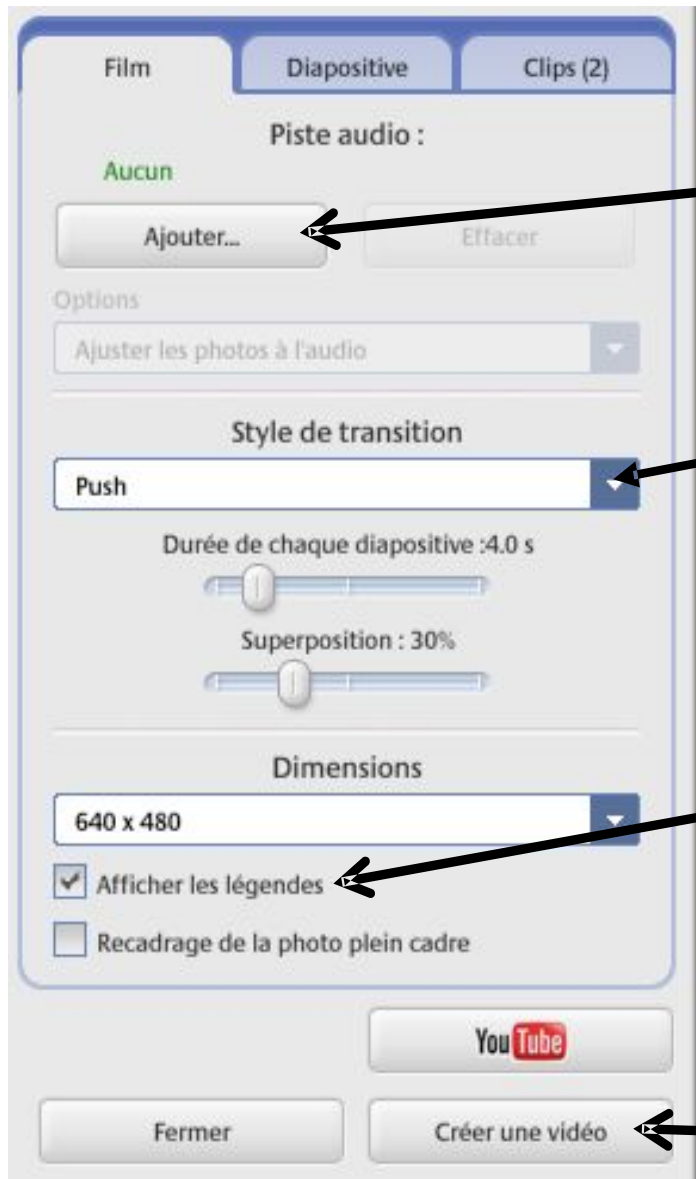 Film Diapositive Clips (2)
Piste audio :
Aucun
Ajouter... Effacer
Options
Ajuster les photos à l'audio
Style de transition
Push
Durée de chaque diapositive :4.0 s
Superposition : 30%
Dimensions
640 x 480
Afficher les légendes
Recadrage de la photo plein cadre
YouTube
Fermer Créer une vidéo